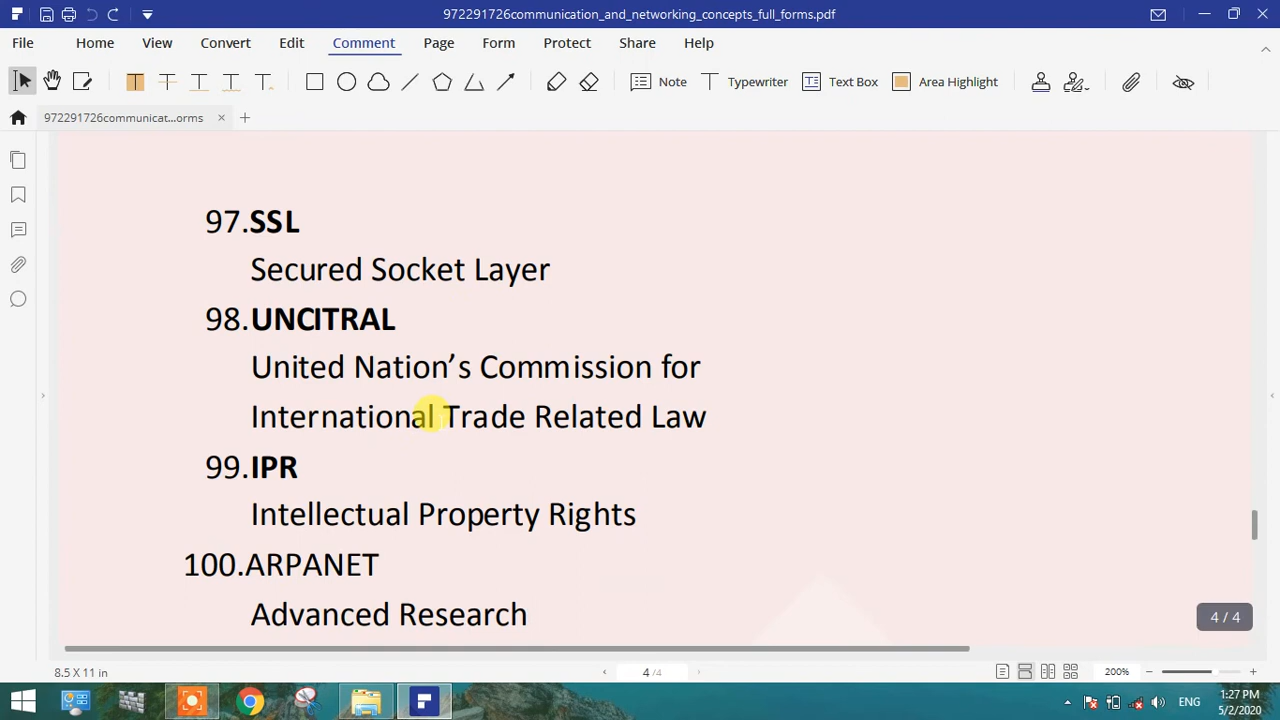 972291726communication_and_networking_concepts_full_forms.pdf
File Home View Convert Edit Comment Page Form Protect Share Help
Note Typewriter Text Box Area Highlight
972291726communicat...orms
97.SSL
Secured Socket Layer
98.UNCITRAL
United Nation’s Commission for
International Trade Related Law
99.IPR
Intellectual Property Rights
100.ARPANET
Advanced Research
4 / 4
8.5 X 11 in 4 /4 200%
ENG 1:27 PM
5/2/2020